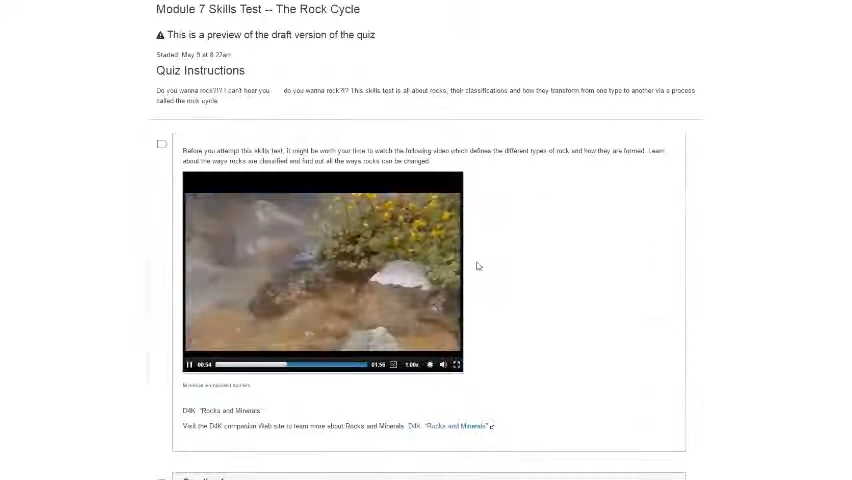 Module 7 Skills Test -- The Rock Cycle
This is a preview of the draft version of the quiz
Started: May 9 at 8:22am
Quiz Instructions
Do you wanna rock?!? I can't hear you do you wanna rock?!? This skills test is all about rocks, their classifications and how they transform from one type to another via a process
called the rock cycle.
Before you attempt this skills test, it might be worth your time to watch the following video which defines the different types of rock and how they are formed. Learn
about the ways rocks are classified and find out all the ways rocks can be changed.
00:54 01:56 1.00x
Minimize embedded content
D4K "Rocks and Minerals"
Visit the D4K companion Web site to learn more about Rocks and Minerals: D4K "Rocks and Minerals"